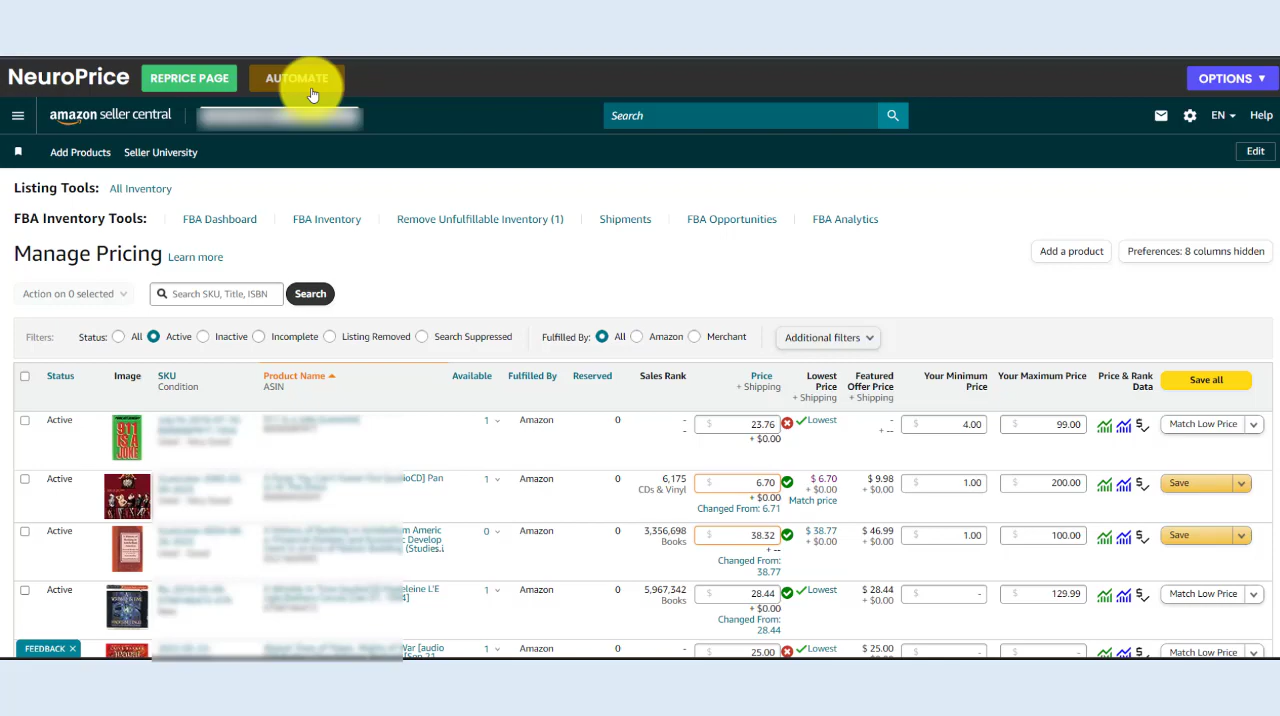 NeuroPrice REPRICE PAGE AUTOMATE OPTIONS ▼
amazon seller central Search EN Help
Add Products Seller University Edit
Listing Tools: All Inventory
FBA Inventory Tools: FBA Dashboard FBA Inventory Remove Unfulfillable Inventory (1) Shipments FBA Opportunities FBA Analytics
Manage Pricing Learn more Add a product Preferences: 8 columns hidden
Action on 0 selected Search SKU, Title, ISBN Search
Filters: Status: All Active Inactive Incomplete Listing Removed Search Suppressed Fulfilled By: All Amazon Merchant Additional filters
Status Image SKU Product Name Available Fulfilled By Reserved Sales Rank Price Lowest Featured Your Minimum Your Maximum Price Price & Rank Save all
Condition ASIN + Shipping Price Offer Price Price Data
+ Shipping + Shipping
Active 911 IS A JOKE 1 Amazon 0 - $ 23.76 Lowest - $ 4.00 $ 99.00 Match Low Price
- + $0.00 + --
Active Pan 1 Amazon 0 6,175 $ 6.70 $ 6.70 $ 9.98 $ 1.00 $ 200.00 Save
CDs & Vinyl + $0.00 + $0.00 + $0.00
Changed From: 6.71 Match price
Active Americ 0 Amazon 0 3,356,698 $ 38.32 $ 38.77 $ 46.99 $ 1.00 $ 100.00 Save
Develop Books + -- + $0.00 + $0.00
(Studies.i Changed From:
38.77
Active L'E 1 Amazon 0 5,967,342 $ 28.44 Lowest $ 28.44 $ - $ 129.99 Match Low Price
Books + $0.00 + $0.00
Changed From:
28.44
FEEDBACK × War [audio 1 Amazon 0 - $ 25.00 Lowest $ 25.00 $ - $ - Match Low Price